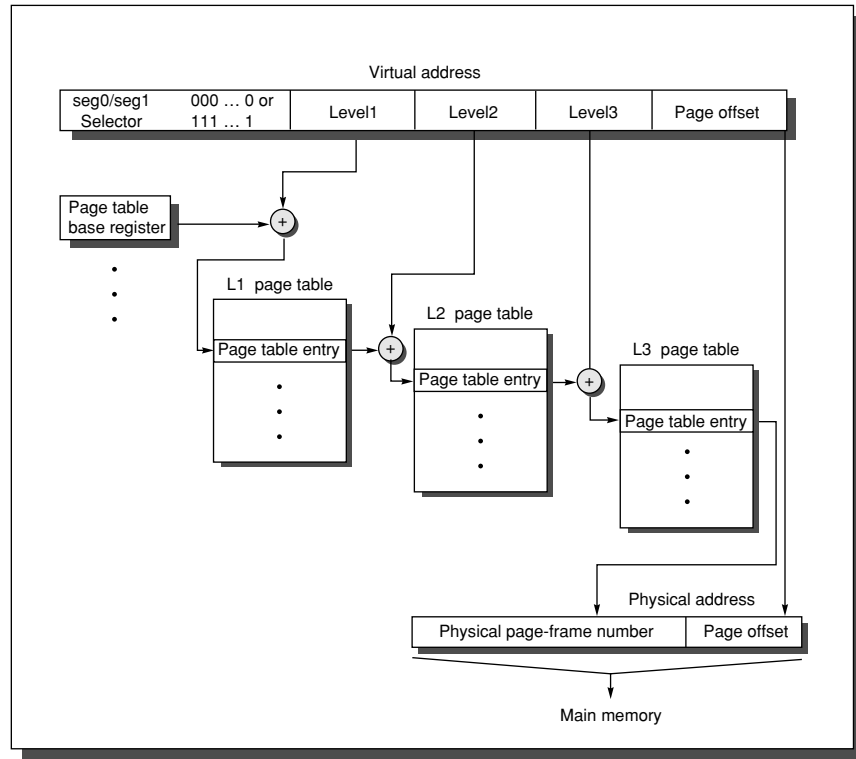 Virtual address
seg0/seg1 000 … 0 or
Selector 111 … 1
Level1
Level2
Level3
Page offset
Page table
base register
+
L1 page table
Page table entry
+
L2 page table
Page table entry
+
L3 page table
Page table entry
Physical address
Physical page-frame number
Page offset
Main memory